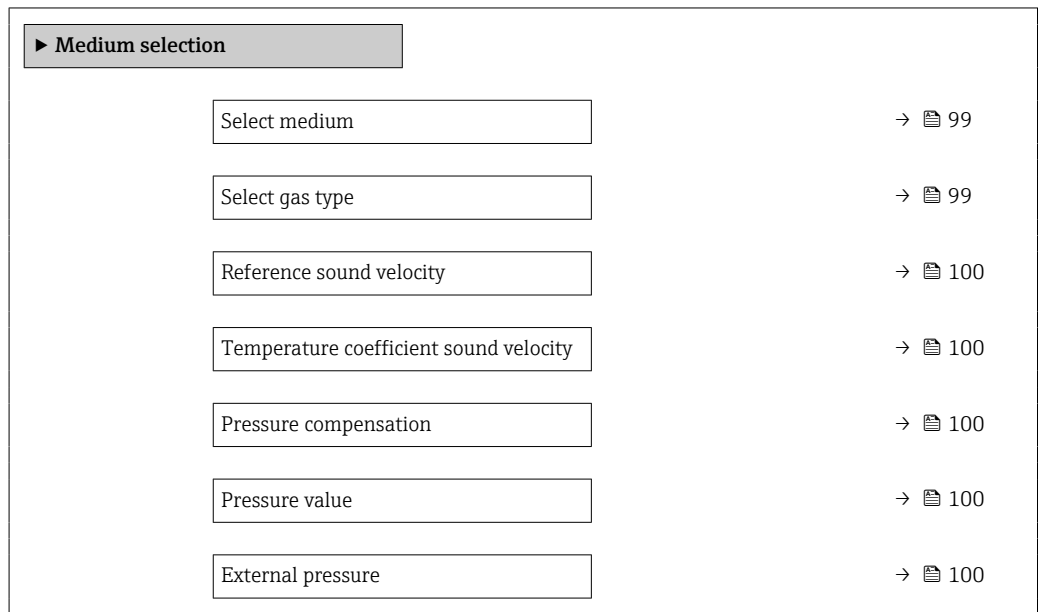 ► Medium selection
Select medium → 99
Select gas type → 99
Reference sound velocity → 100
Temperature coefficient sound velocity → 100
Pressure compensation → 100
Pressure value → 100
External pressure → 100